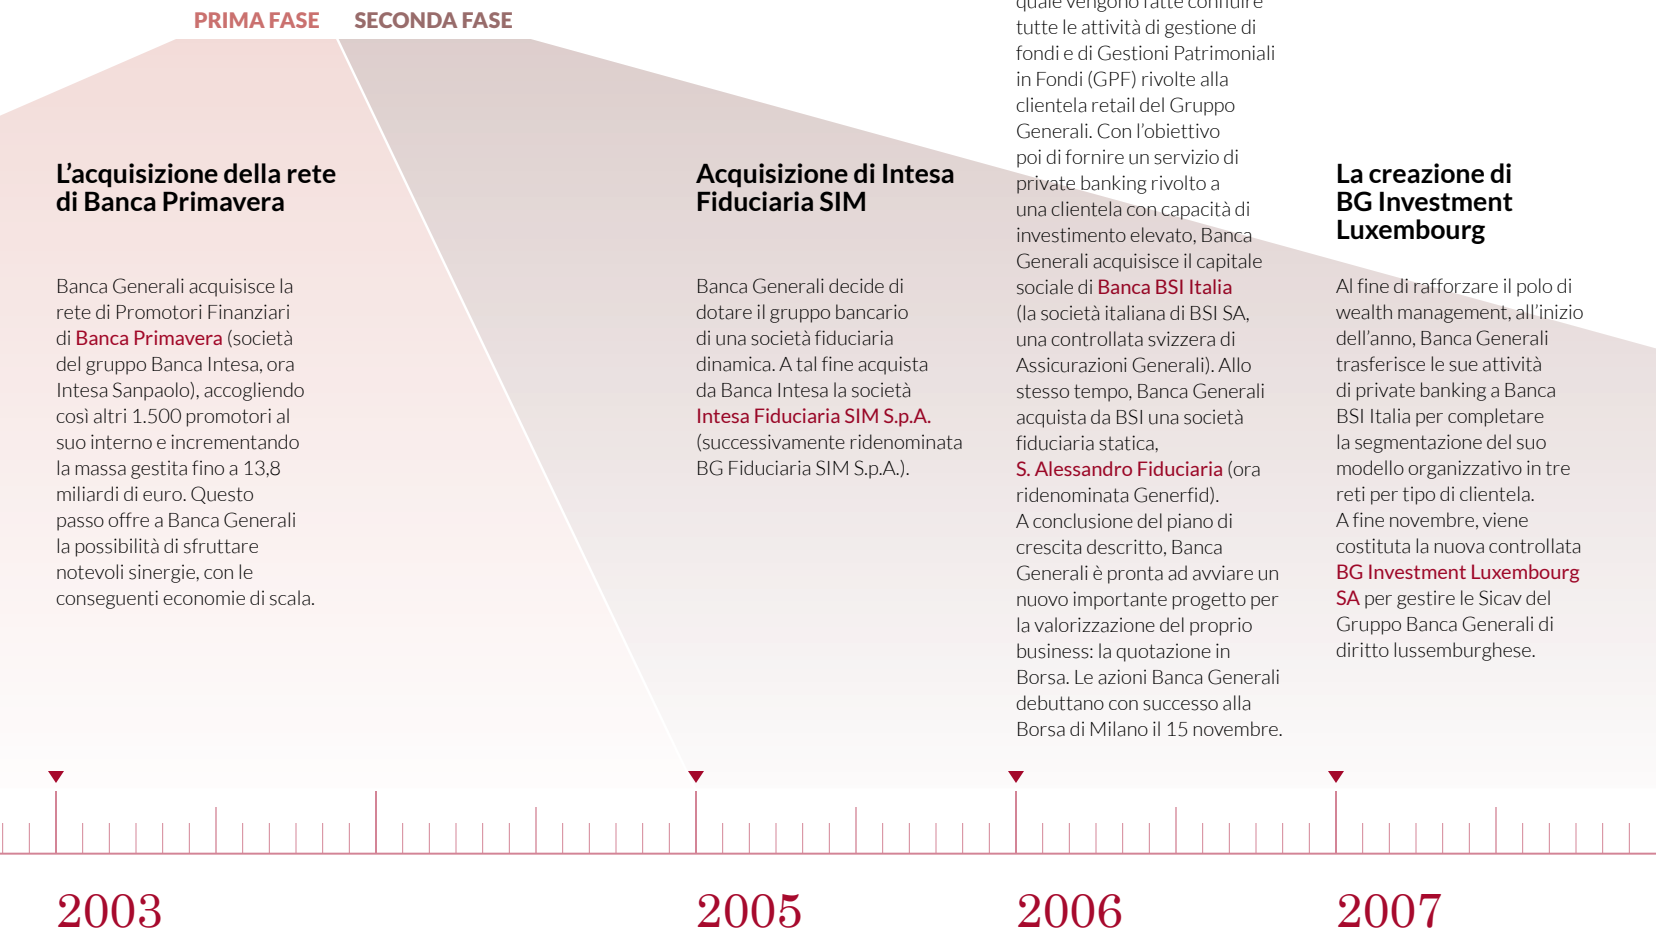 PRIMA FASE
SECONDA FASE
L’acquisizione della rete
di Banca Primavera
Banca Generali acquisisce la
rete di Promotori Finanziari
di Banca Primavera (società
del gruppo Banca Intesa, ora
Intesa Sanpaolo), accogliendo
così altri 1.500 promotori al
suo interno e incrementando
la massa gestita fino a 13,8
miliardi di euro. Questo
passo offre a Banca Generali
la possibilità di sfruttare
notevoli sinergie, con le
conseguenti economie di scala.
Acquisizione di Intesa
Fiduciaria SIM
Banca Generali decide di
dotare il gruppo bancario
di una società fiduciaria
dinamica. A tal fine acquista
da Banca Intesa la società
Intesa Fiduciaria SIM S.p.A.
(successivamente ridenominata
BG Fiduciaria SIM S.p.A.).
quale vengono fatte confluire
tutte le attività di gestione di
fondi e di Gestioni Patrimoniali
in Fondi (GPF) rivolte alla
clientela retail del Gruppo
Generali. Con l’obiettivo
poi di fornire un servizio di
private banking rivolto a
una clientela con capacità di
investimento elevato, Banca
Generali acquisisce il capitale
sociale di Banca BSI Italia
(la società italiana di BSI SA,
una controllata svizzera di
Assicurazioni Generali). Allo
stesso tempo, Banca Generali
acquista da BSI una società
fiduciaria statica,
S. Alessandro Fiduciaria (ora
ridenominata Generfid).
A conclusione del piano di
crescita descritto, Banca
Generali è pronta ad avviare un
nuovo importante progetto per
la valorizzazione del proprio
business: la quotazione in
Borsa. Le azioni Banca Generali
debuttano con successo alla
Borsa di Milano il 15 novembre.
La creazione di
BG Investment
Luxembourg
Al fine di rafforzare il polo di
wealth management, all’inizio
dell’anno, Banca Generali
trasferisce le sue attività
di private banking a Banca
BSI Italia per completare
la segmentazione del suo
modello organizzativo in tre
reti per tipo di clientela.
A fine novembre, viene
costituta la nuova controllata
BG Investment Luxembourg
SA per gestire le Sicav del
Gruppo Banca Generali di
diritto lussemburghese.
2003
2005
2006
2007